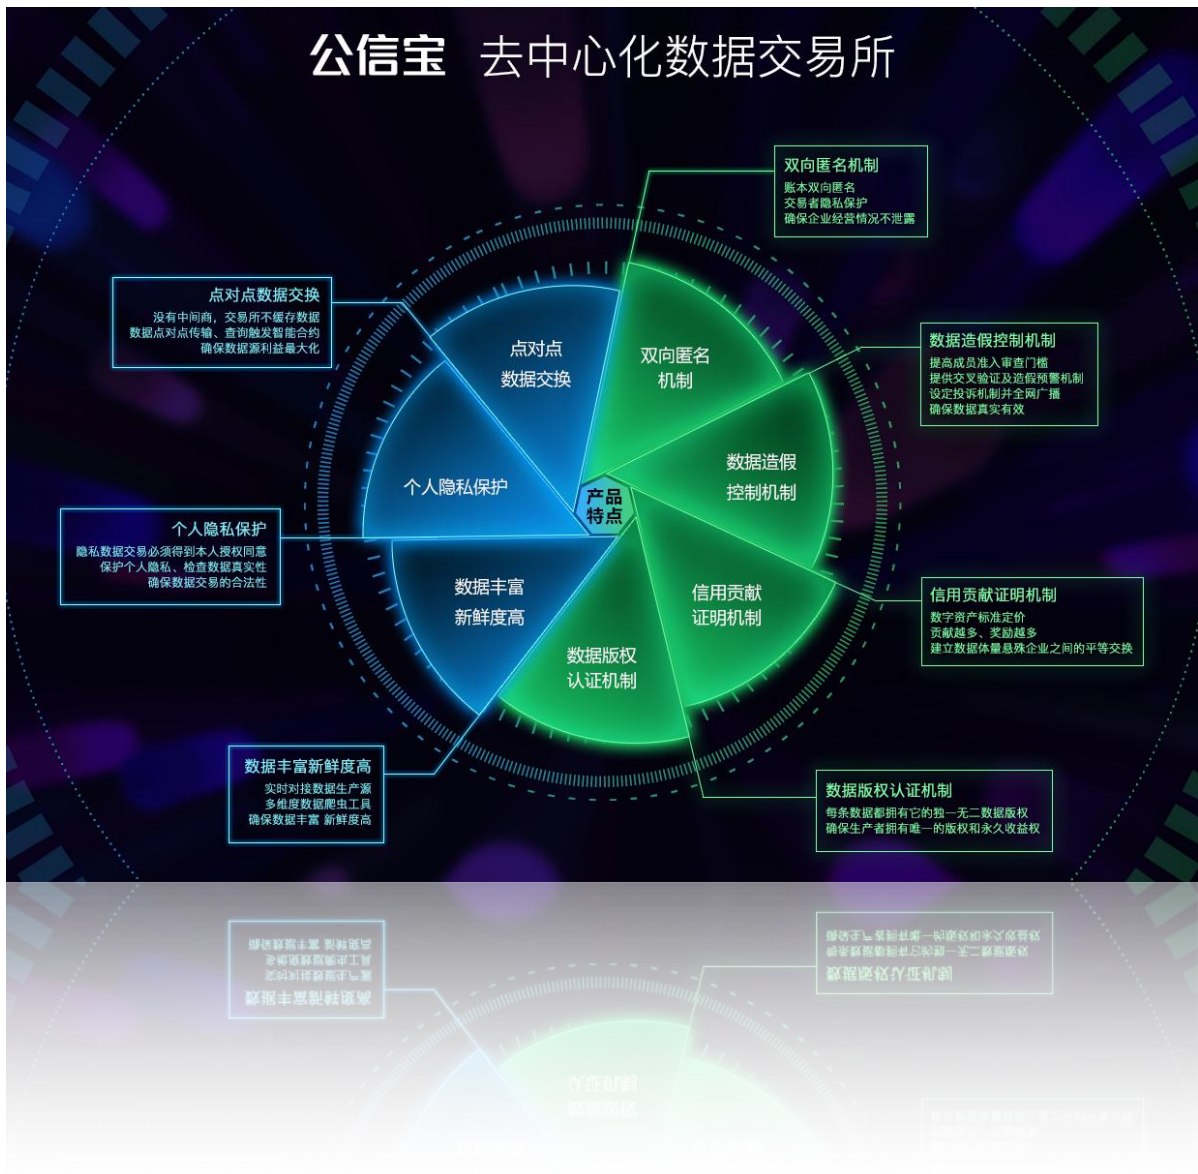 公信宝 去中心化数据交易所
双向匿名机制
账本双向匿名
交易者隐私保护
确保企业经营情况不泄露
点对点数据交换
没有中间商，交易所不缓存数据
数据点对点传输、查询触发智能合约
确保数据源利益最大化
数据造假控制机制
提高成员准入审查门槛
提供交叉验证及造假预警机制
设定投诉机制并全网广播
确保数据真实有效
点对点
数据交换
双向匿名
机制
个人隐私保护
数据造假
控制机制
产品
特点
数据丰富
新鲜度高
信用贡献
证明机制
数据版权
认证机制
个人隐私保护
隐私数据交易必须得到本人授权同意
保护个人隐私、检查数据真实性
确保数据交易的合法性
信用贡献证明机制
数字资产标准定价
贡献越多、奖励越多
建立数据体量悬殊企业之间的平等交换
数据丰富新鲜度高
实时对接数据生产源
多维度数据爬虫工具
确保数据丰富 新鲜度高
数据版权认证机制
每条数据都拥有它的独一无二数据版权
确保生产者拥有唯一的版权和永久收益权